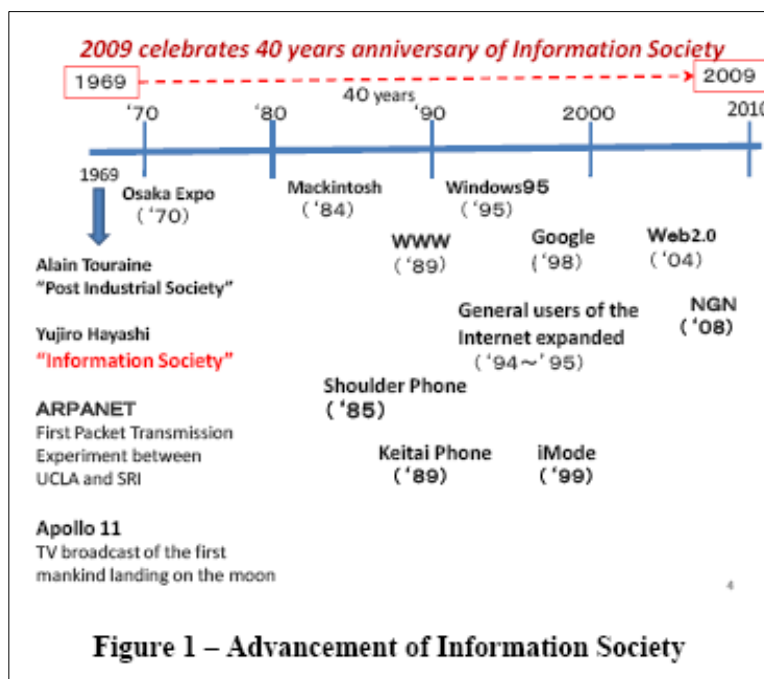 2009 celebrates 40 years anniversary of Information Society
1969
2009
40 years
‘70
‘80
‘90
2000
2010
1969
Osaka Expo
(‘70)
Mackintosh
(‘84)
Windows95
(‘95)
WWW
(‘89)
Google
(‘98)
Web2.0
(‘04)
Alain Touraine
“Post Industrial Society”
General users of the
Internet expanded
(‘94～’95)
NGN
(‘08)
Yujiro Hayashi
“Information Society”
Shoulder Phone
(‘85)
ARPANET
First Packet Transmission
Experiment between
UCLA and SRI
Keitai Phone
(‘89)
iMode
(‘99)
Apollo 11
TV broadcast of the first
mankind landing on the moon
4
Figure 1 – Advancement of Information Society